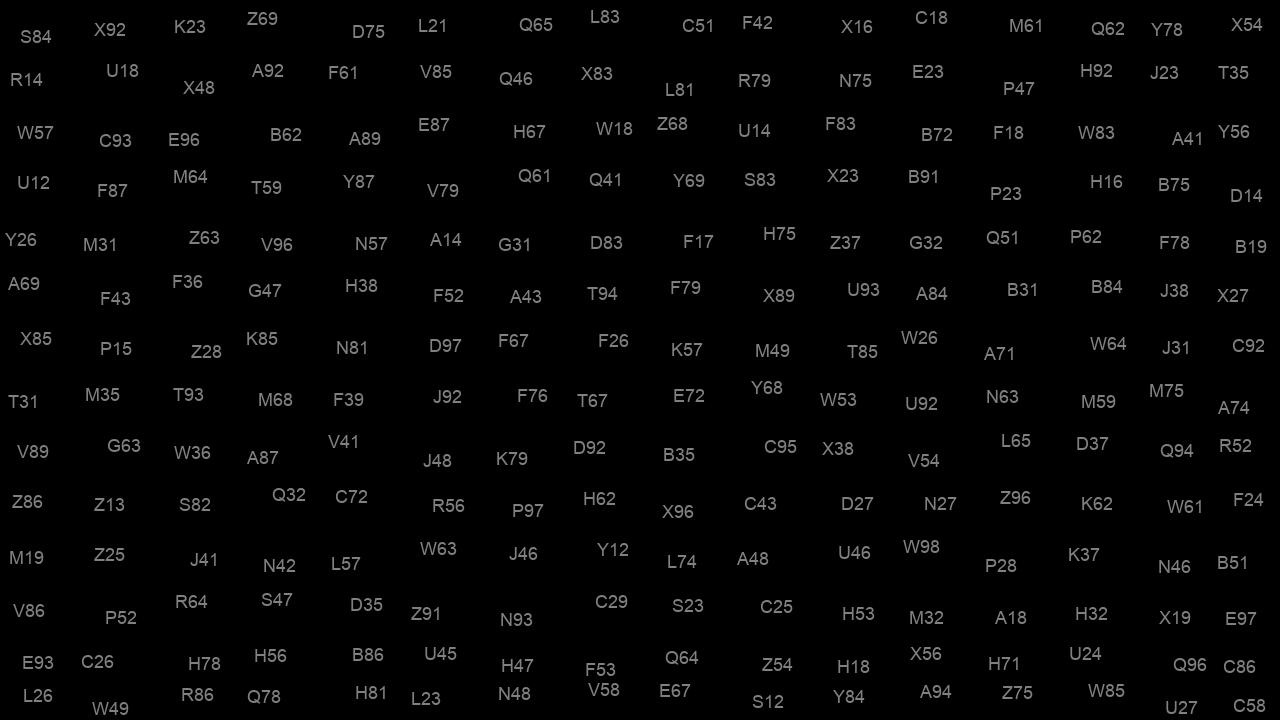 S84 X92 K23 Z69 D75 L21 Q65 L83 C51 F42 X16 C18 M61 Q62 Y78 X54
R14 U18 X48 A92 F61 V85 Q46 X83 L81 R79 N75 E23 P47 H92 J23 T35
W57 C93 E96 B62 A89 E87 H67 W18 Z68 U14 F83 B72 F18 W83 A41 Y56
U12 F87 M64 T59 Y87 V79 Q61 Q41 Y69 S83 X23 B91 P23 H16 B75 D14
Y26 M31 Z63 V96 N57 A14 G31 D83 F17 H75 Z37 G32 Q51 P62 F78 B19
A69 F43 F36 G47 H38 F52 A43 T94 F79 X89 U93 A84 B31 B84 J38 X27
X85 P15 Z28 K85 N81 D97 F67 F26 K57 M49 T85 W26 A71 W64 J31 C92
T31 M35 T93 M68 F39 J92 F76 T67 E72 Y68 W53 U92 N63 M59 M75 A74
V89 G63 W36 A87 V41 J48 K79 D92 B35 C95 X38 V54 L65 D37 Q94 R52
Z86 Z13 S82 Q32 C72 R56 P97 H62 X96 C43 D27 N27 Z96 K62 W61 F24
M19 Z25 J41 N42 L57 W63 J46 Y12 L74 A48 U46 W98 P28 K37 N46 B51
V86 P52 R64 S47 D35 Z91 N93 C29 S23 C25 H53 M32 A18 H32 X19 E97
E93 C26 H78 H56 B86 U45 H47 F53 Q64 Z54 H18 X56 H71 U24 Q96 C86
L26 W49 R86 Q78 H81 L23 N48 V58 E67 S12 Y84 A94 Z75 W85 U27 C58